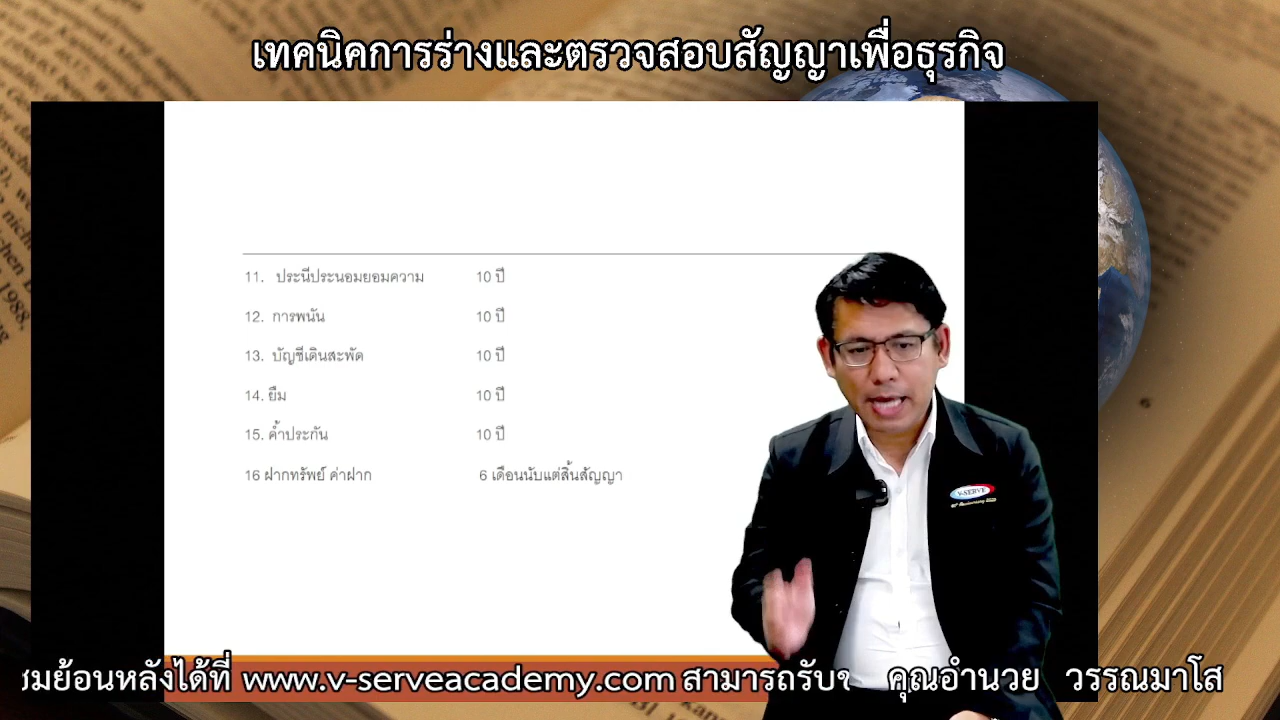 เทคนิคการร่างและตรวจสอบสัญญาเพื่อธุรกิจ
11. ประนีประนอมยอมความ 10 ปี
12. การพนัน 10 ปี
13. บัญชีเดินสะพัด 10 ปี
14. ยืม 10 ปี
15. ค้ำประกัน 10 ปี
16 ฝากทรัพย์ ค่าฝาก 6 เดือนนับแต่สิ้นสัญญา
V-SERVE
ชมย้อนหลังได้ที่ www.v-serveacademy.com สามารถรับช คุณอำนวย วรรณมาโส